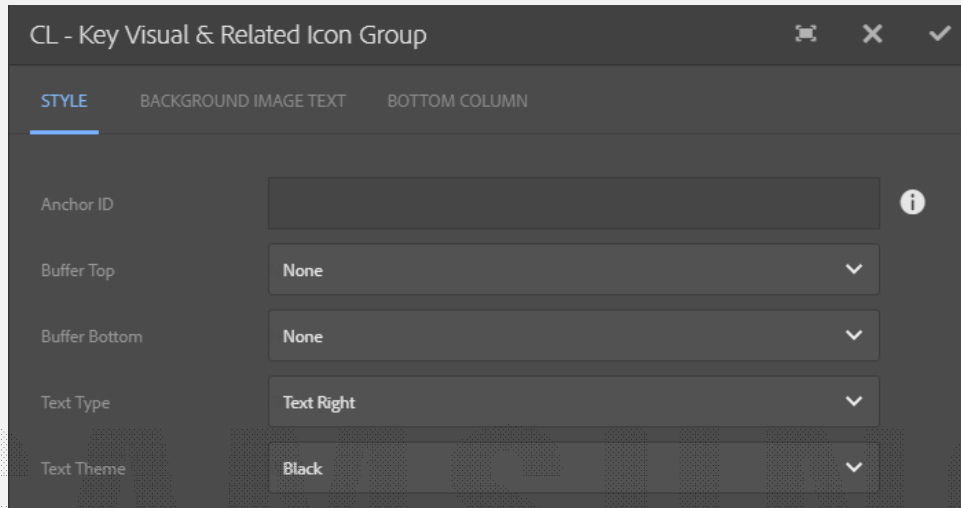 CL - Key Visual & Related Icon Group
STYLE BACKGROUND IMAGE TEXT BOTTOM COLUMN
Anchor ID
Buffer Top None
Buffer Bottom None
Text Type Text Right
Text Theme Black